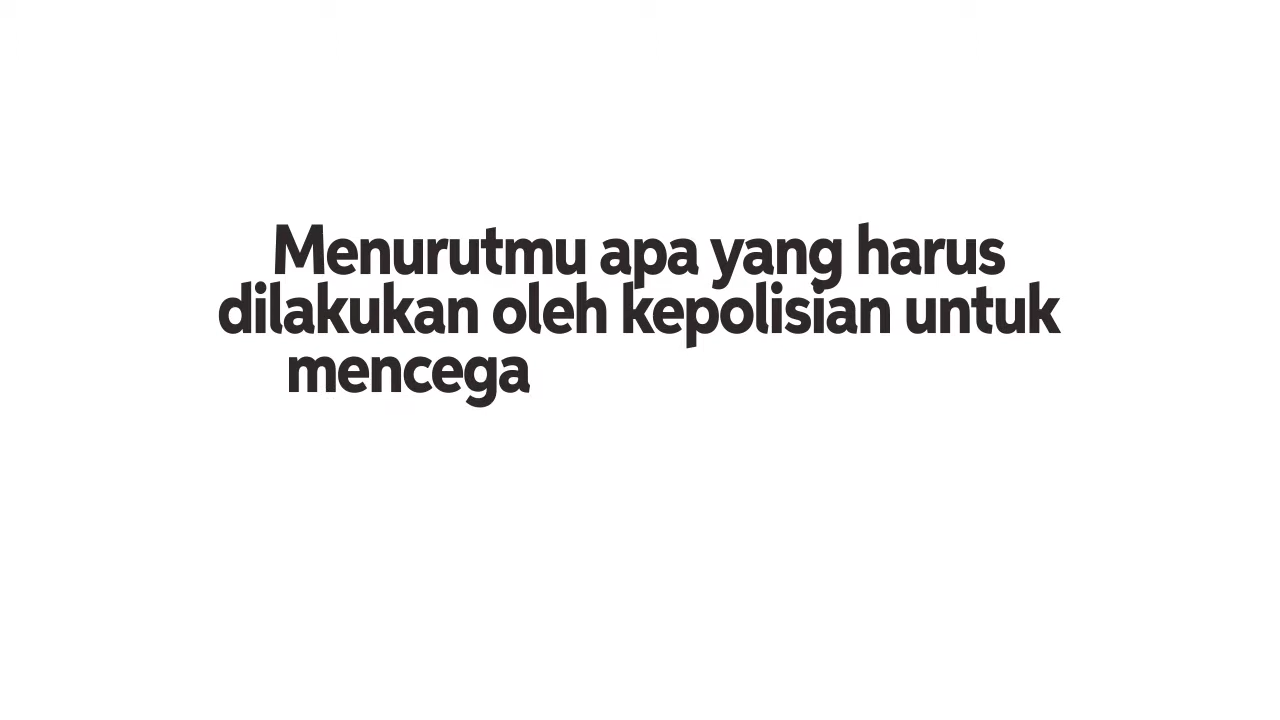 Menurutmu apa yang harus
dilakukan oleh kepolisian untuk
mencega